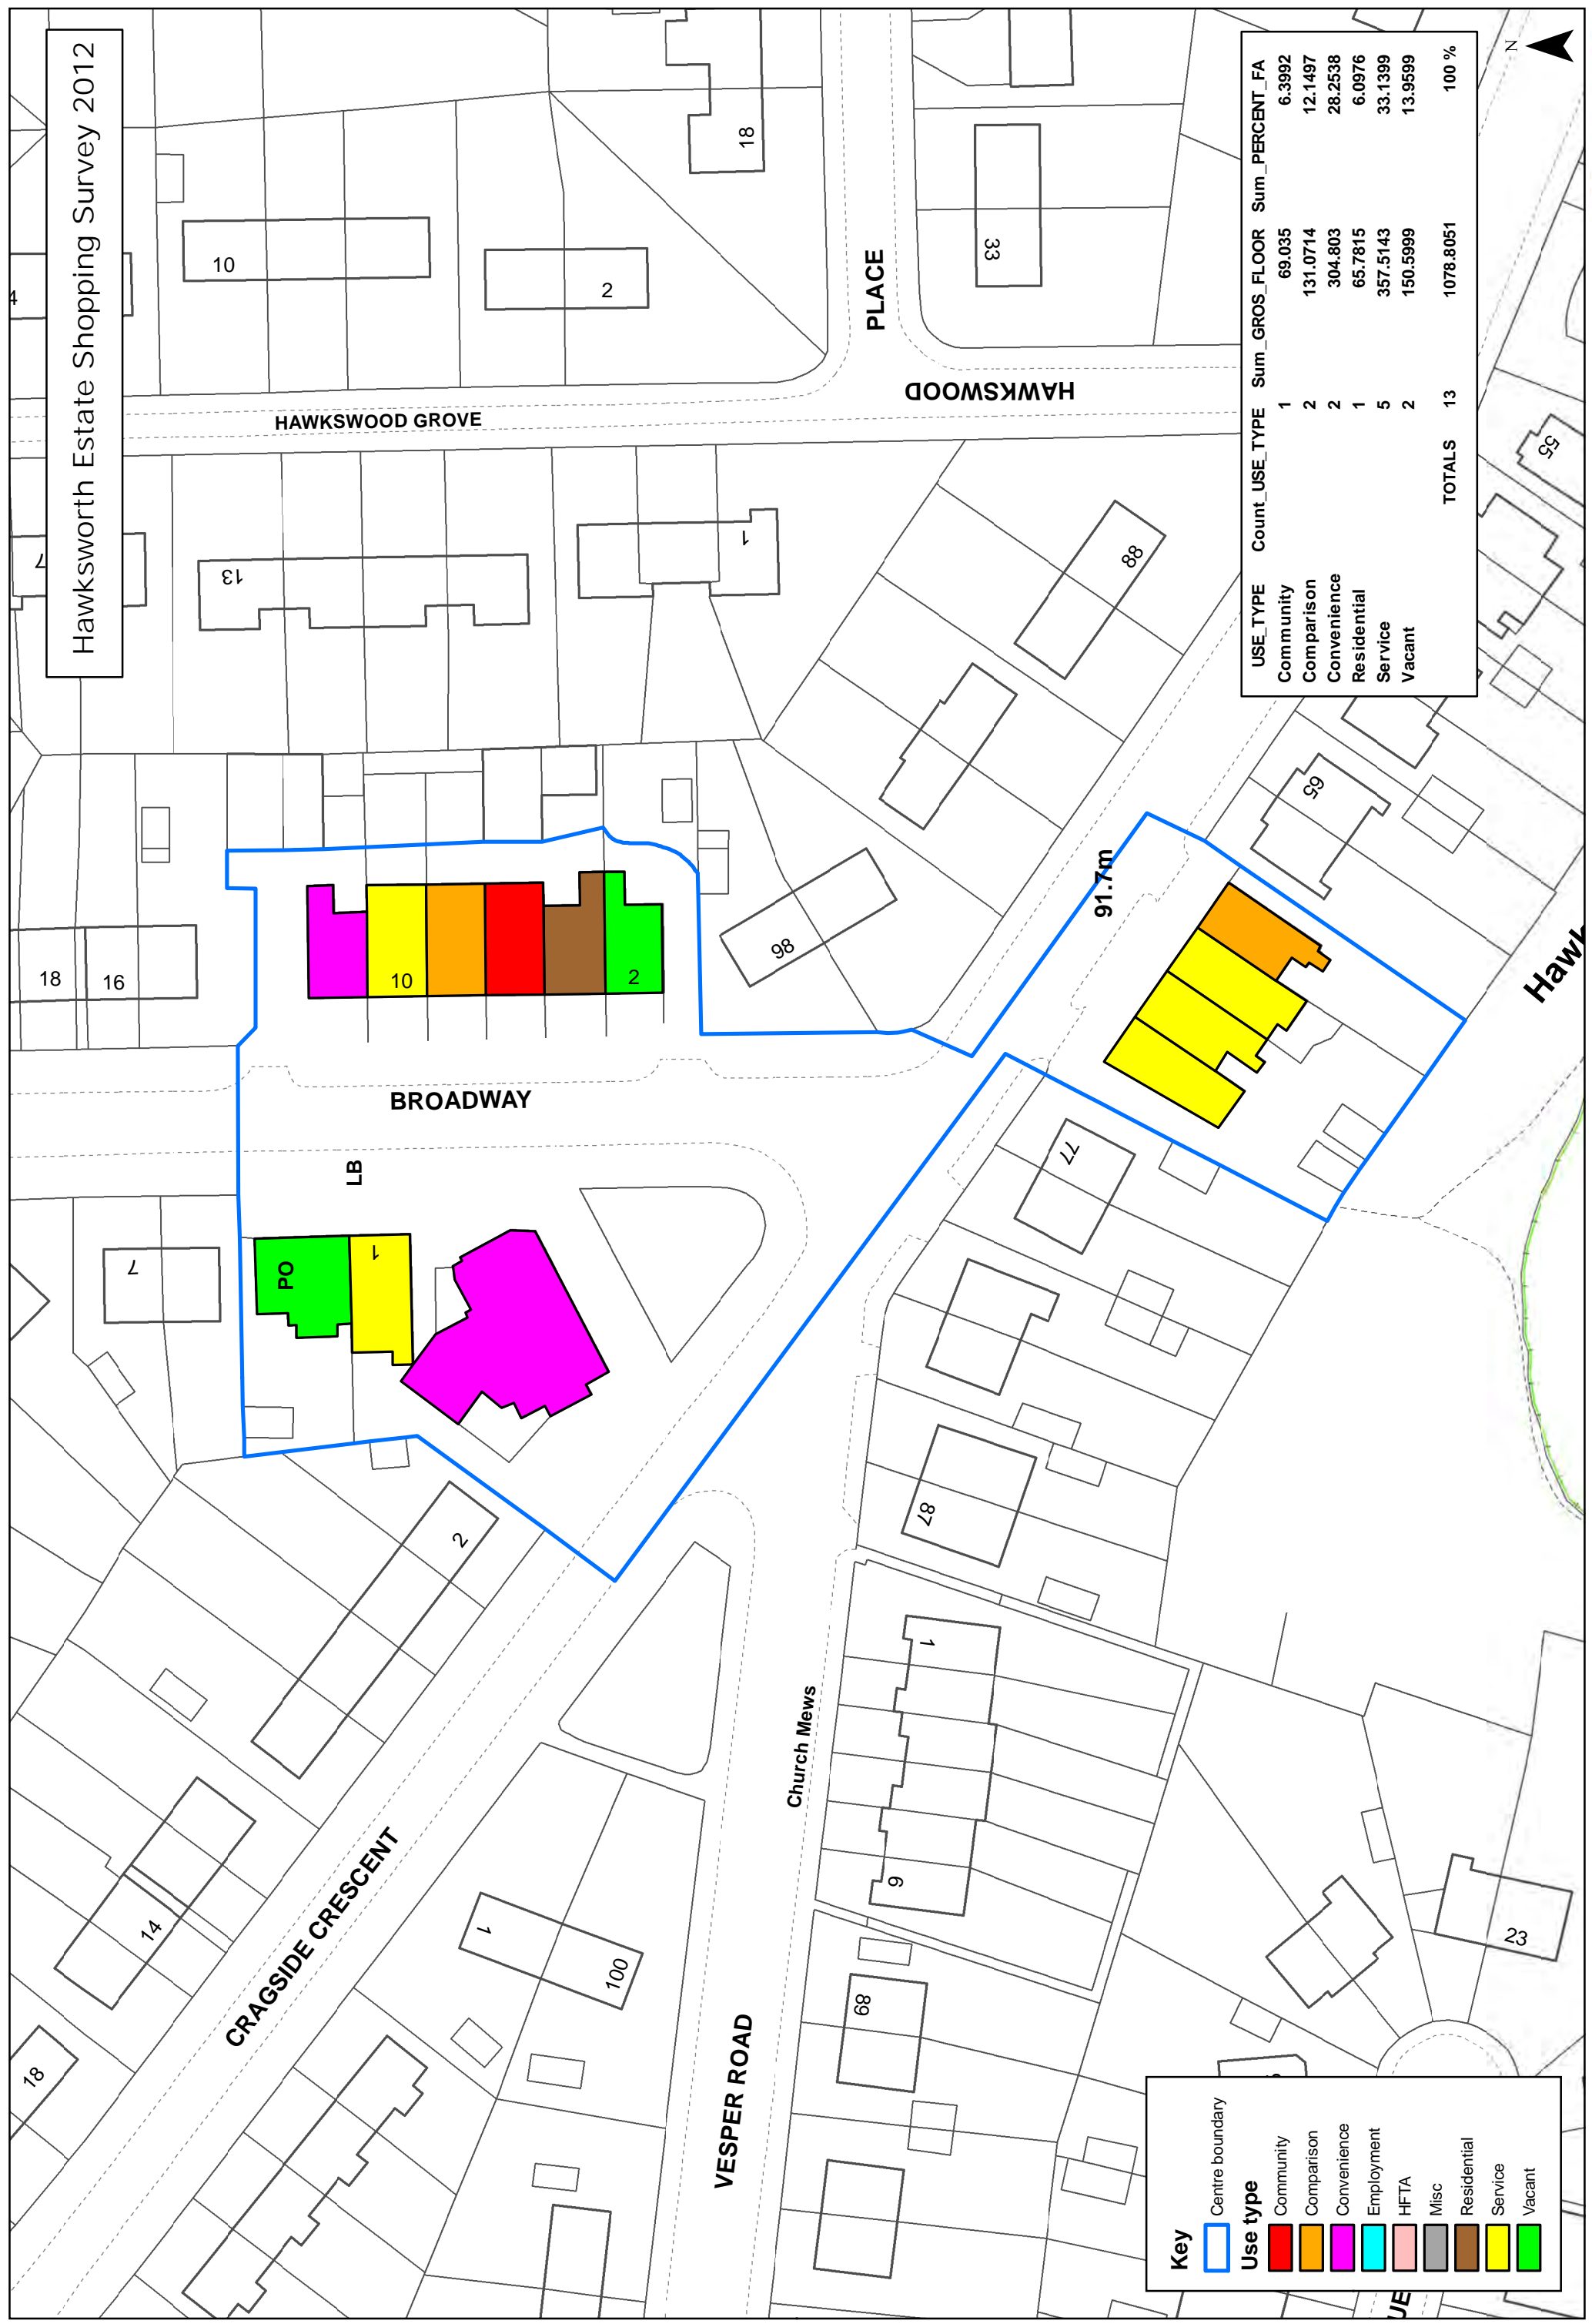 Hawksworth Estate Shopping Survey 2012
4
10
2
18
33
7
13
1
HAWKSWOOD GROVE
HAWKSWOOD
PLACE
88
98
55
65
91.7m
18
16
10
2
BROADWAY
LB
PO
1
7
77
87
2
Hawk
14
18
CRAGSIDE CRESCENT
1
100
VESPER ROAD
Church Mews
1
6
89
23
N
USE_TYPE Count_USE_TYPE Sum_GROS_FLOOR Sum_PERCENT_FA
Community 1 69.035 6.3992
Comparison 2 131.0714 12.1497
Convenience 2 304.803 28.2538
Residential 1 65.7815 6.0976
Service 5 357.5143 33.1399
Vacant 2 150.5999 13.9599
TOTALS 13 1078.8051 100 %
Key
Centre boundary
Use type
Community
Comparison
Convenience
Employment
HFTA
Misc
Residential
Service
Vacant
UE